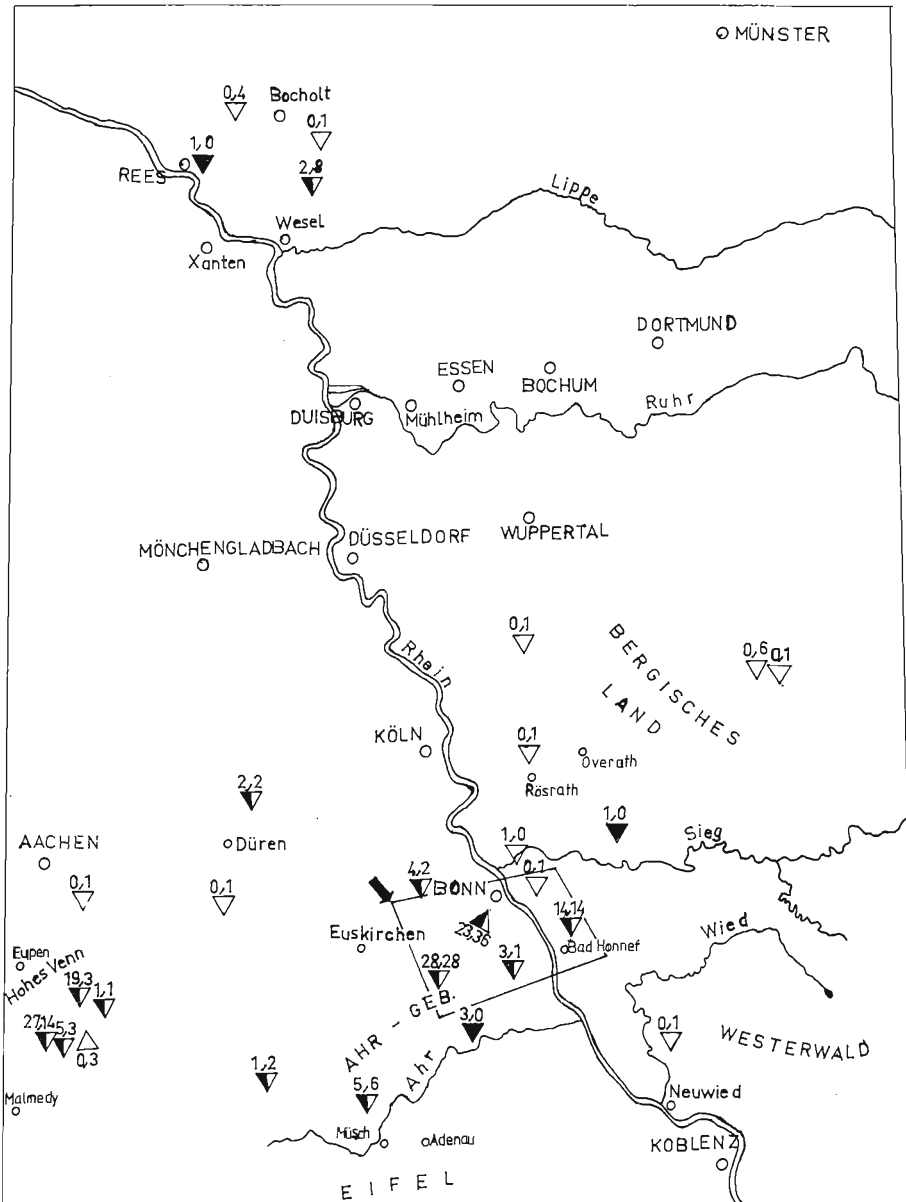 MÜNSTER
0,4
Bocholt
0,1
1,0
REES
2,8
Lippe
Wesel
Xanten
DORTMUND
ESSEN
BOCHUM
Ruhr
DUISBURG
Mühlheim
WUPPERTAL
MÖNCHENGLADBACH
DÜSSELDORF
0,1
BERGISCHES
LAND
0,6
0,1
Rhein
KÖLN
0,1
Overath
Rösrath
2,2
1,0
Sieg
AACHEN
Düren
1,0
0,1
0,1
4,2
BONN
0,1
14,14
Wied
23,36
Euskirchen
Bad Honnef
Eupen
Hohes Venn
19,3
1,1
28,28
3,1
AHR-GEB.
3,0
27,14
5,3
0,3
0,1
WESTERWALD
Ahr
1,2
5,6
Malmedy
Neuwied
Müsch
Adenau
KOBLENZ
EIFEL